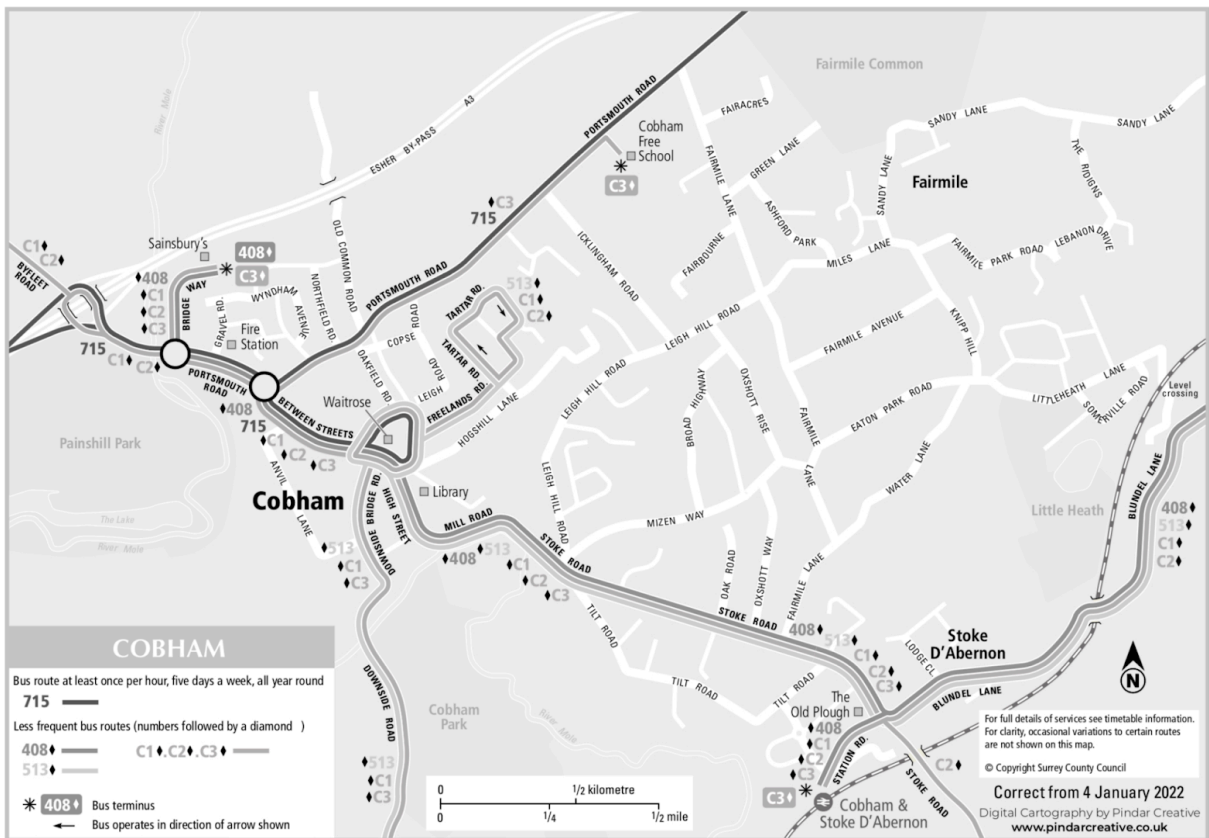 Fairmile Common
River Mole
A3
ESHER BY-PASS
PORTSMOUTH ROAD
FAIRACRES
SANDY LANE
SANDY LANE
Cobham
Free
School
C3♦
GREEN LANE
FAIRMILE LANE
THE RIDIGNS
SANDY LANE
Fairmile
♦C3
715
ASHFORD PARK
ICKLINGHAM ROAD
FAIRBOURNE
MILES LANE
FAIRMILE PARK ROAD
LEBANON DRIVE
C1♦
C2♦
BYFLEET
ROAD
Sainsbury's
408♦
C3♦
OLD COMMON ROAD
♦408
♦C1
♦C2
♦C3
BRIDGE
WAY
GRAVEL RD.
WYNDHAM
AVENUE
NORTHFIELD RD.
PORTSMOUTH ROAD
Fire
Station
TARTAR RD.
TARTAR RD.
513♦
C1♦
C2♦
COPSE ROAD
LEIGH HILL ROAD
FAIRMILE AVENUE
KNIPP HILL
715
C1♦
C2♦
PORTSMOUTH
ROAD
OAKFIELD RD.
LEIGH
ROAD
FREELANDS RD.
HOGSHILL LANE
LEIGH HILL ROAD
BROAD HIGHWAY
OXSHOTT RISE
FAIRMILE
LANE
EATON PARK ROAD
LITTLEHEATH LANE
SOMERVILLE ROAD
Level
crossing
Waitrose
♦408
715
♦C1
♦C2
♦C3
BETWEEN STREETS
Painshill Park
ANVIL
LANE
Cobham
Library
DOWNSIDE BRIDGE RD.
HIGH STREET
LEIGH HILL ROAD
WATER LANE
BLUNDEL LANE
Little Heath
408♦
513♦
C1♦
C2♦
The Lake
River Mole
MILL ROAD
MIZEN WAY
♦513
♦C1
♦C3
♦408
♦513
♦C1
♦C2
♦C3
STOKE ROAD
OAK ROAD
OXSHOTT WAY
FAIRMILE LANE
TILT ROAD
STOKE ROAD
408♦
513♦
C1♦
C2♦
C3♦
LODGE CL.
Stoke
D'Abernon
BLUNDEL LANE
N
DOWNSIDE ROAD
TILT ROAD
TILT ROAD
The
Old Plough
Cobham
Park
River Mole
♦408
♦C1
♦C2
♦C3
STATION RD.
C3♦
C2♦
STOKE ROAD
Cobham &
Stoke D'Abernon
♦513
♦C1
♦C3
COBHAM
Bus route at least once per hour, five days a week, all year round
715
Less frequent bus routes (numbers followed by a diamond )
408♦ C1♦.C2♦.C3♦
513♦
408♦ Bus terminus
Bus operates in direction of arrow shown
0 1/2 kilometre
0 1/4 1/2 mile
For full details of services see timetable information.
For clarity, occasional variations to certain routes
are not shown on this map.
© Copyright Surrey County Council
Correct from 4 January 2022
Digital Cartography by Pindar Creative
www.pindarcreative.co.uk